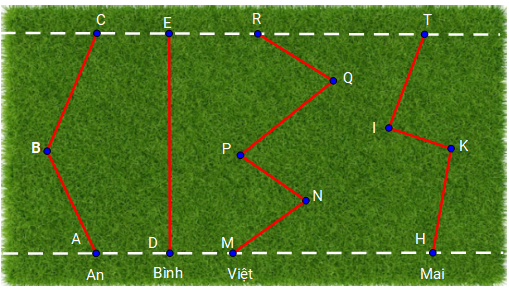 C E R T
Q
B P I K
N
A D M H
An Bình Việt Mai